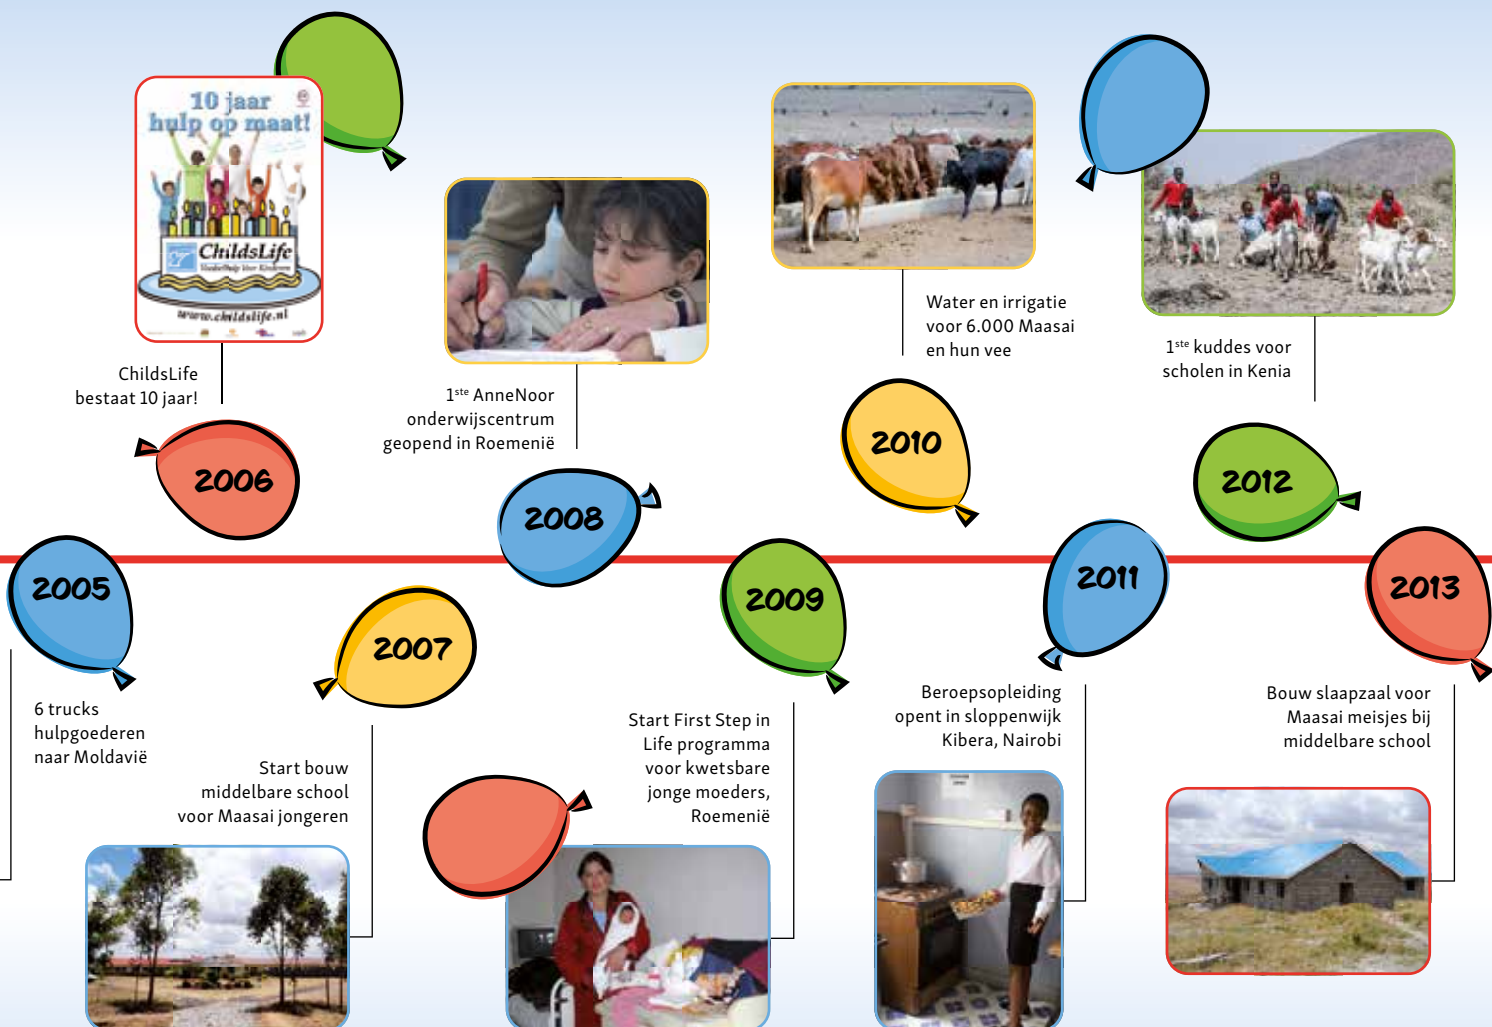 10 jaar
hulp op maat!
ChildsLife
www.childslife.nl
ChildsLife
bestaat 10 jaar!
2006
1ste AnneNoor
onderwijscentrum
geopend in Roemenië
2008
Water en irrigatie
voor 6.000 Maasai
en hun vee
2010
1ste kuddes voor
scholen in Kenia
2012
2005
6 trucks
hulpgoederen
naar Moldavië
2007
Start bouw
middelbare school
voor Maasai jongeren
2009
Start First Step in
Life programma
voor kwetsbare
jonge moeders,
Roemenië
2011
Beroepsopleiding
opent in sloppenwijk
Kibera, Nairobi
2013
Bouw slaapzaal voor
Maasai meisjes bij
middelbare school